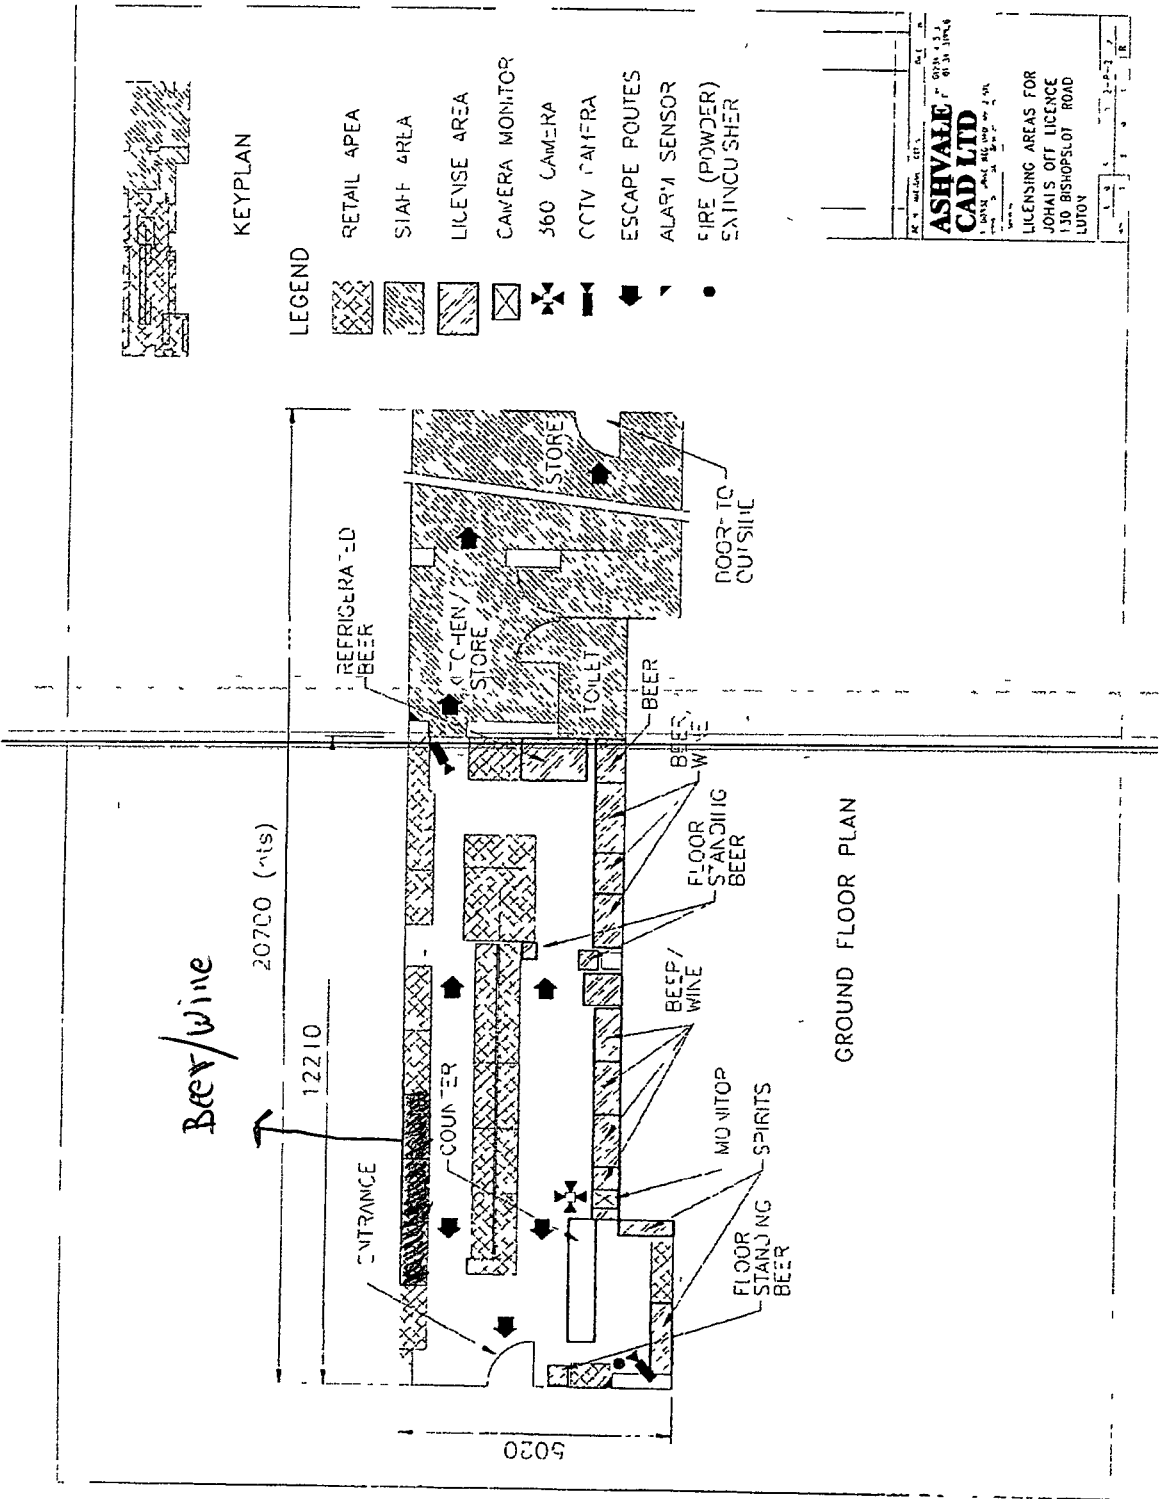 KEYPLAN
LEGEND
RETAIL AREA
STAFF AREA
LICENSE AREA
CAMERA MONITOR
360 CAMERA
CCTV CAMERA
ESCAPE ROUTES
ALARM SENSOR
FIRE (POWDER)
EXTINGUISHER
ASHVALE
CAD LTD
LICENSING AREAS FOR
JOHALS OFF LICENCE
130 BISHOPSCOT ROAD
LUTON
Beer/Wine
20700 (nts)
12210
5020
ENTRANCE
COUNTER
REFRIGERATED
BEER
KITCHEN/
STORE
STORE
TOILET
DOOR TO
OUTSIDE
BEER
BEER/
WINE
FLOOR
STANDING
BEER
BEER/
WINE
MONITOR
SPIRITS
FLOOR
STANDING
BEER
GROUND FLOOR PLAN